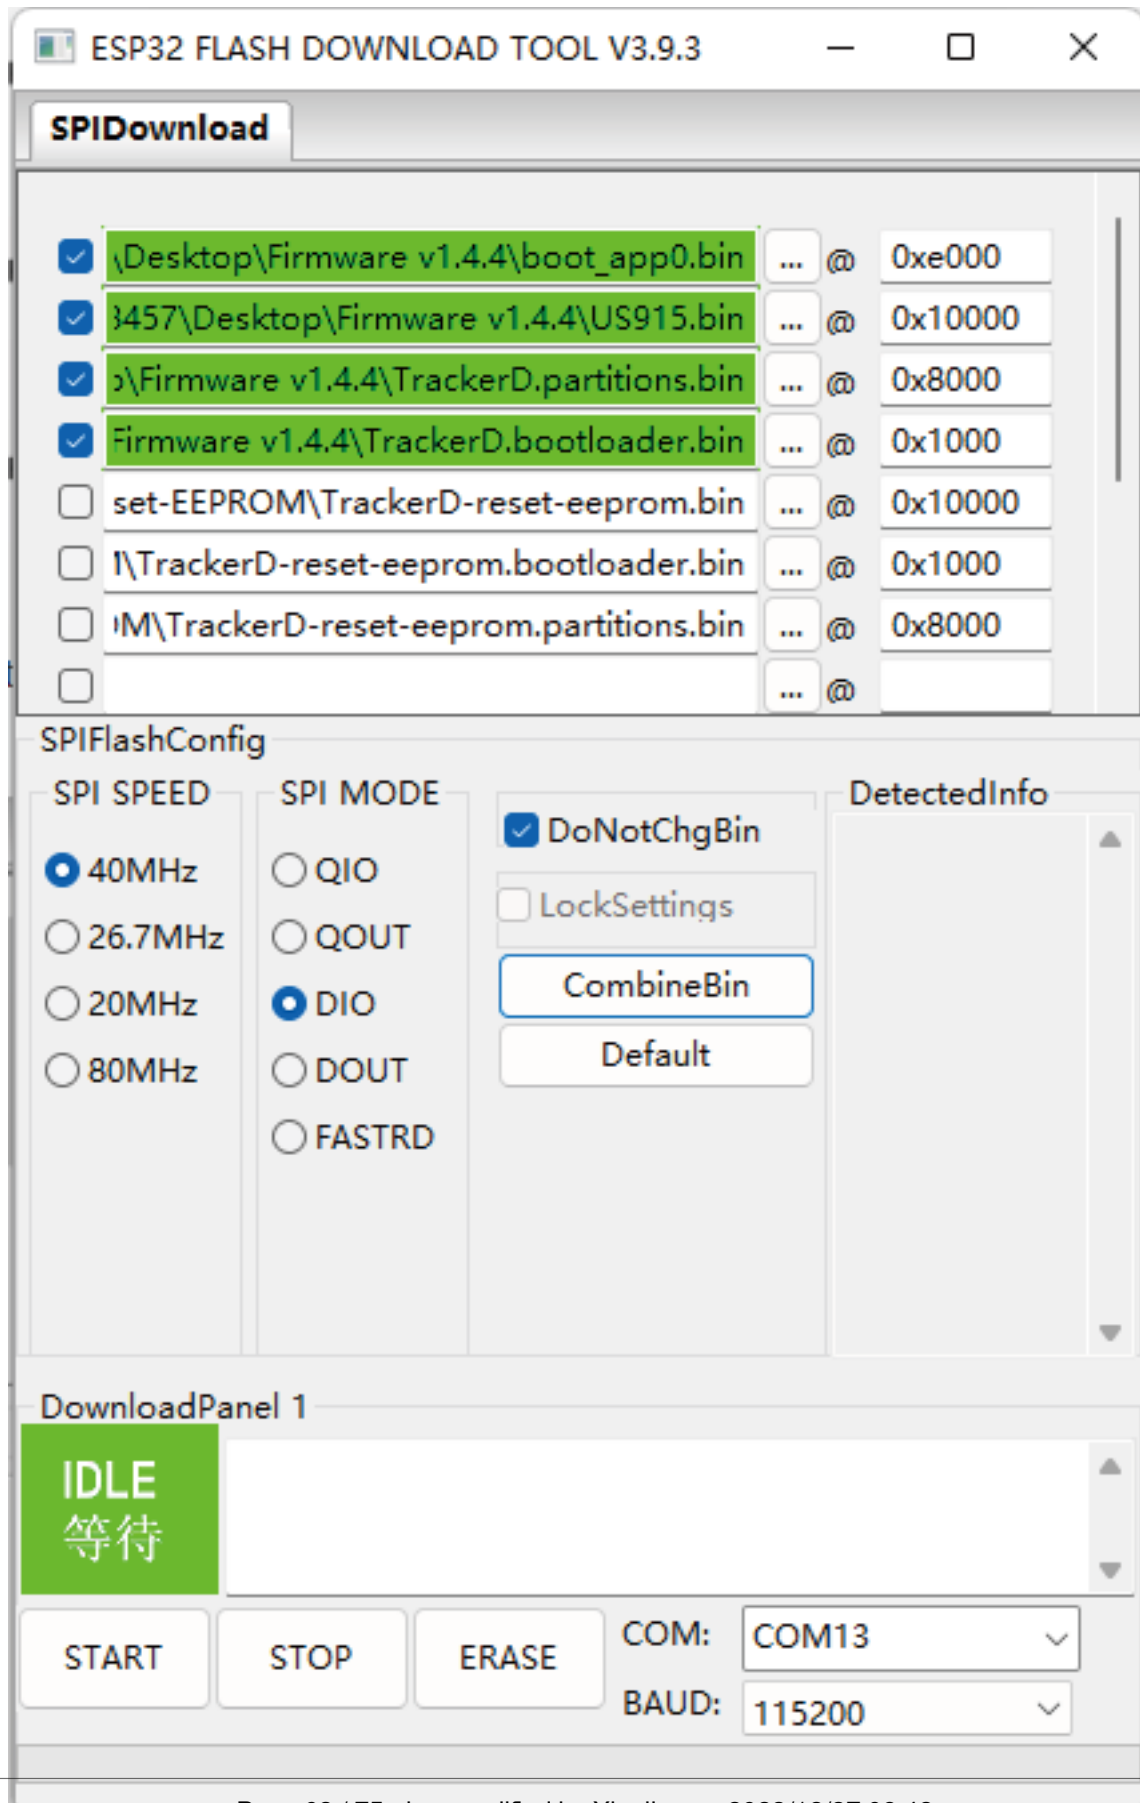 ESP32 FLASH DOWNLOAD TOOL V3.9.3
SPIDownload
\Desktop\Firmware v1.4.4\boot_app0.bin ... @ 0xe000
3457\Desktop\Firmware v1.4.4\US915.bin ... @ 0x10000
\Firmware v1.4.4\TrackerD.partitions.bin ... @ 0x8000
Firmware v1.4.4\TrackerD.bootloader.bin ... @ 0x1000
set-EEPROM\TrackerD-reset-eeprom.bin ... @ 0x10000
\TrackerD-reset-eeprom.bootloader.bin ... @ 0x1000
M\TrackerD-reset-eeprom.partitions.bin ... @ 0x8000
... @
SPIFlashConfig
SPI SPEED
40MHz
26.7MHz
20MHz
80MHz
SPI MODE
QIO
QOUT
DIO
DOUT
FASTRD
DoNotChgBin
LockSettings
CombineBin
Default
DetectedInfo
DownloadPanel 1
IDLE
等待
START STOP ERASE
COM: COM13
BAUD: 115200